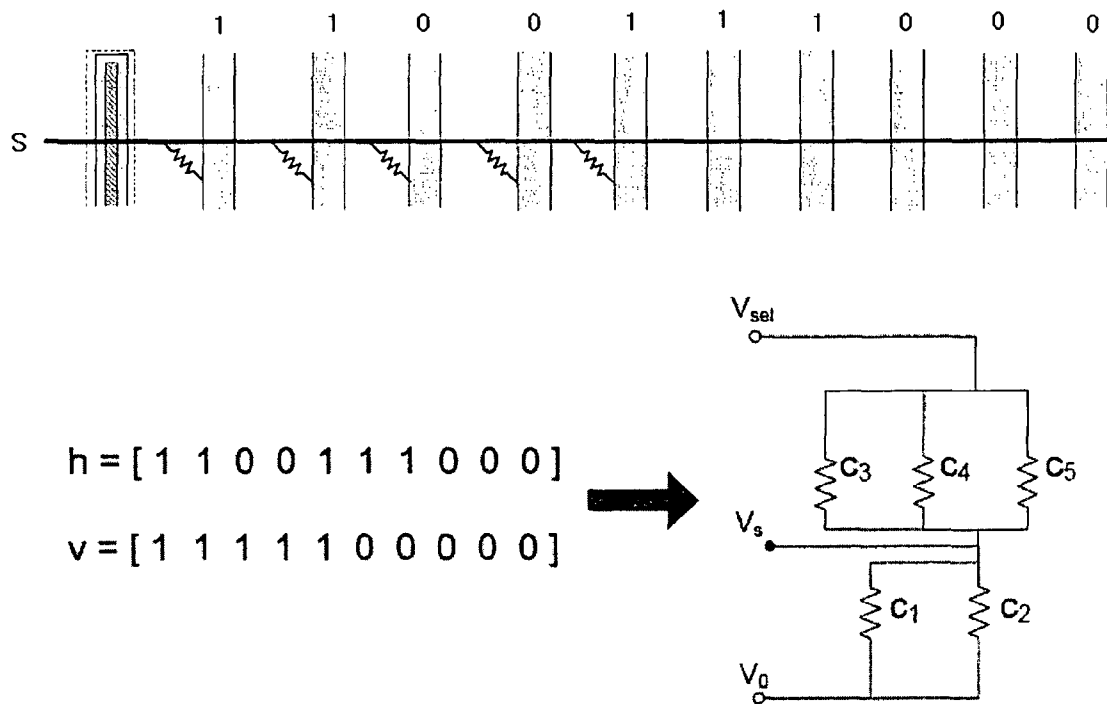 1 1 0 0 1 1 1 0 0 0
S
Vsel
h = [ 1 1 0 0 1 1 1 0 0 0 ]
C3 C4 C5
Vs
v = [ 1 1 1 1 1 0 0 0 0 0 ]
C1 C2
V0